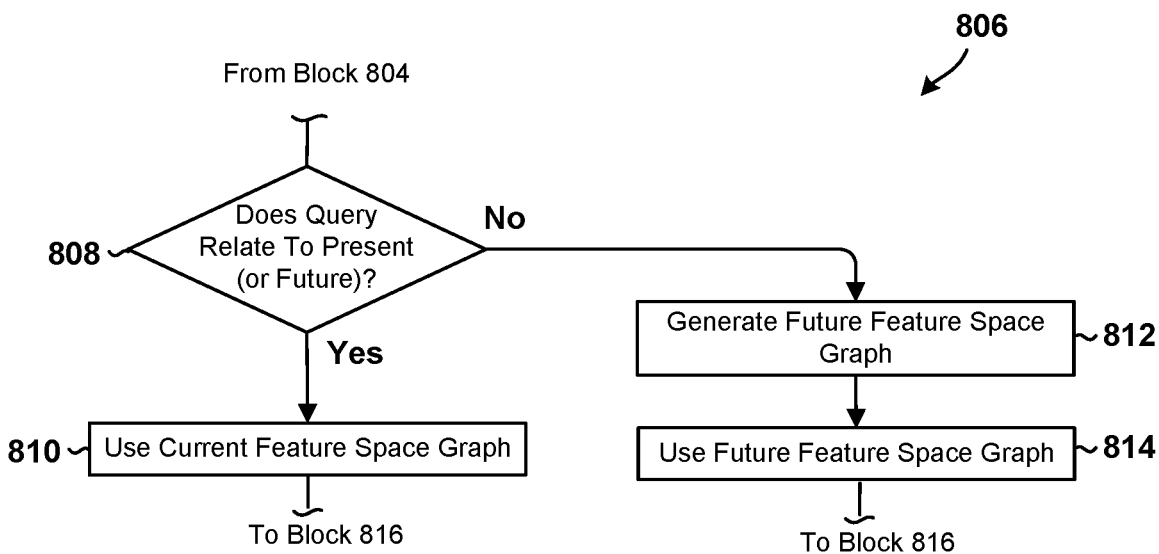 806
From Block 804
Does Query
Relate To Present
(or Future)?
808
No
Yes
Generate Future Feature Space
Graph
812
810
Use Current Feature Space Graph
Use Future Feature Space Graph
814
To Block 816
To Block 816